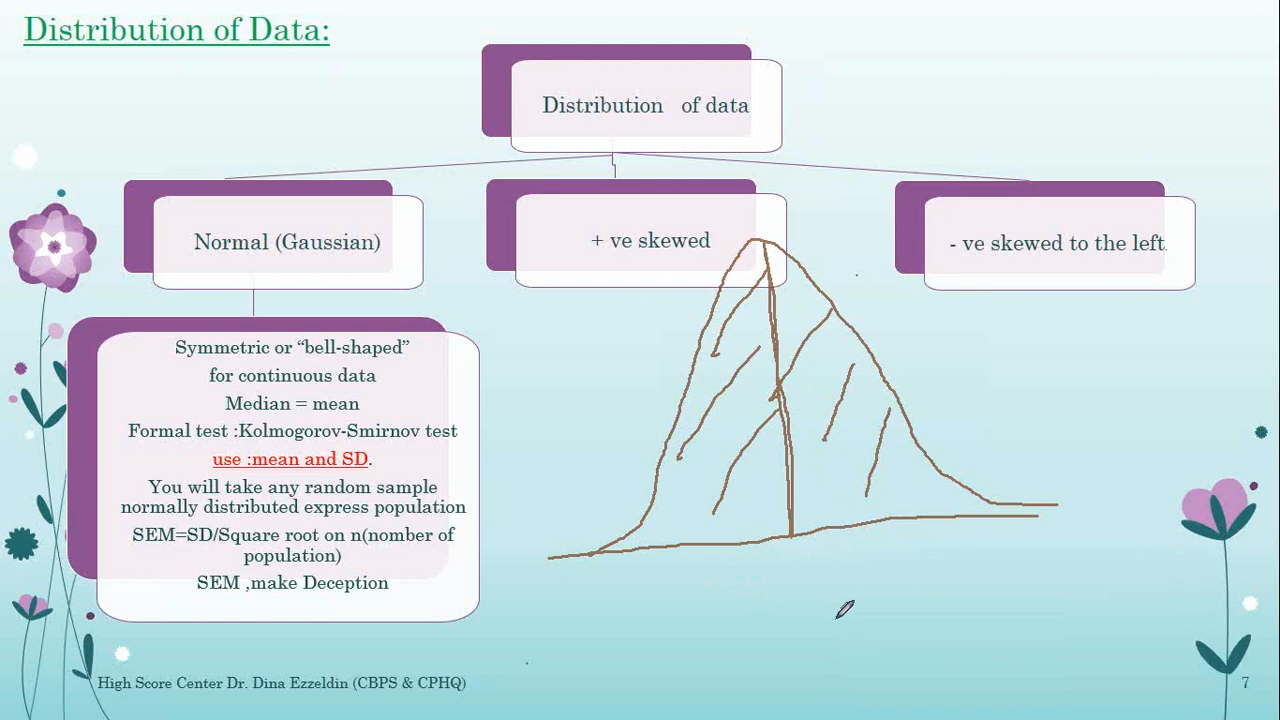 Distribution of Data:
Distribution of data
Normal (Gaussian)
+ ve skewed
- ve skewed to the left.
Symmetric or “bell-shaped”
for continuous data
Median = mean
Formal test :Kolmogorov-Smirnov test
use :mean and SD.
You will take any random sample
normally distributed express population
SEM=SD/Square root on n(nomber of
population)
SEM ,make Deception
High Score Center Dr. Dina Ezzeldin (CBPS & CPHQ)
7